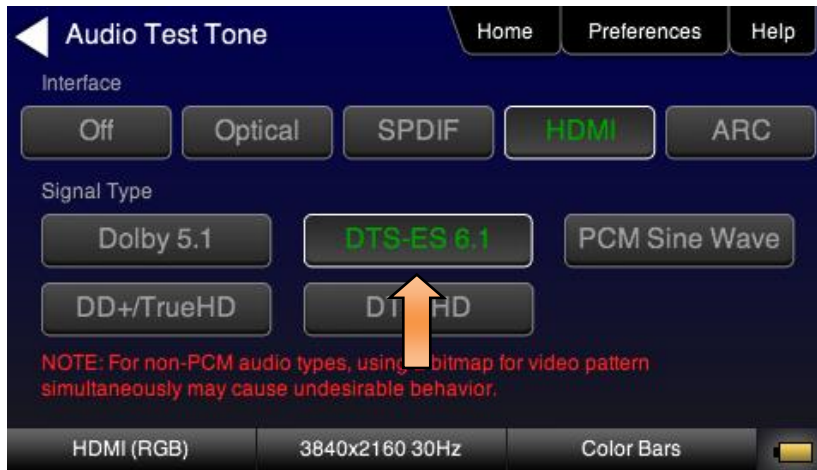 Audio Test Tone Home Preferences Help
Interface
Off Optical SPDIF HDMI ARC
Signal Type
Dolby 5.1 DTS-ES 6.1 PCM Sine Wave
DD+/TrueHD HD
NOTE: For non-PCM audio types, using bitmap for video pattern
simultaneously may cause undesirable behavior.
HDMI (RGB) 3840x2160 30Hz Color Bars